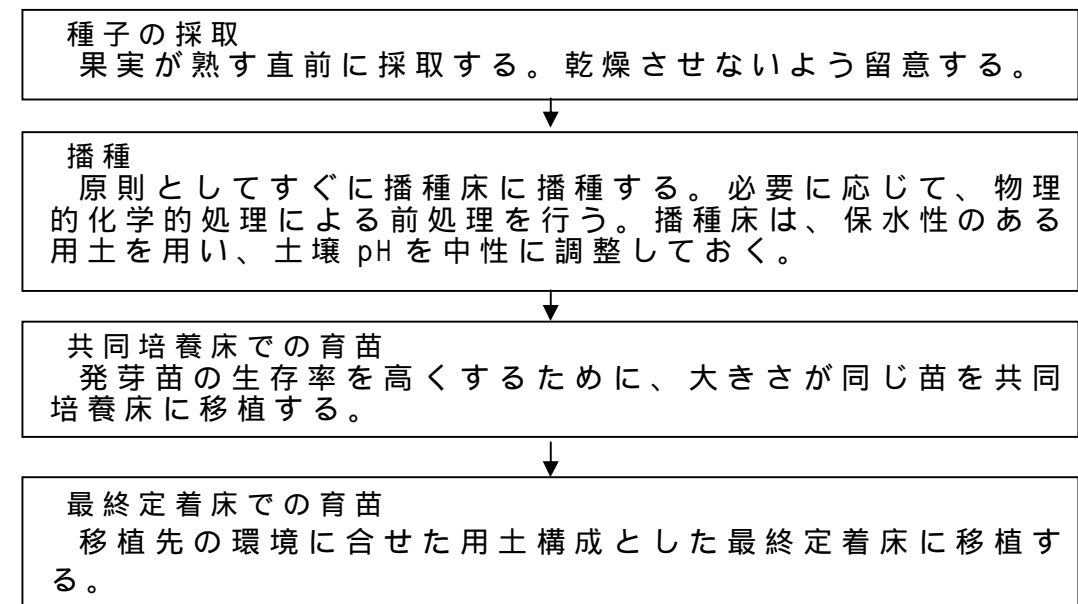 種子の採取
果実が熟す直前に採取する。乾燥させないよう留意する。
播種
原則としてすぐに播種床に播種する。必要に応じて、物理
的化学的処理による前処理を行う。播種床は、保水性のある
用土を用い、土壌 pHを中性に調整しておく。
共同培養床での育苗
発芽苗の生存率を高くするために、大きさが同じ苗を共同
培養床に移植する。
最終定着床での育苗
移植先の環境に合せた用土構成とした最終定着床に移植す
る。